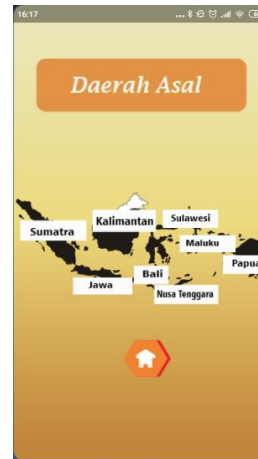 16:17
Daerah Asal
Kalimantan
Sulawesi
Sumatra
Maluku
Papua
Bali
Jawa
Nusa Tenggara